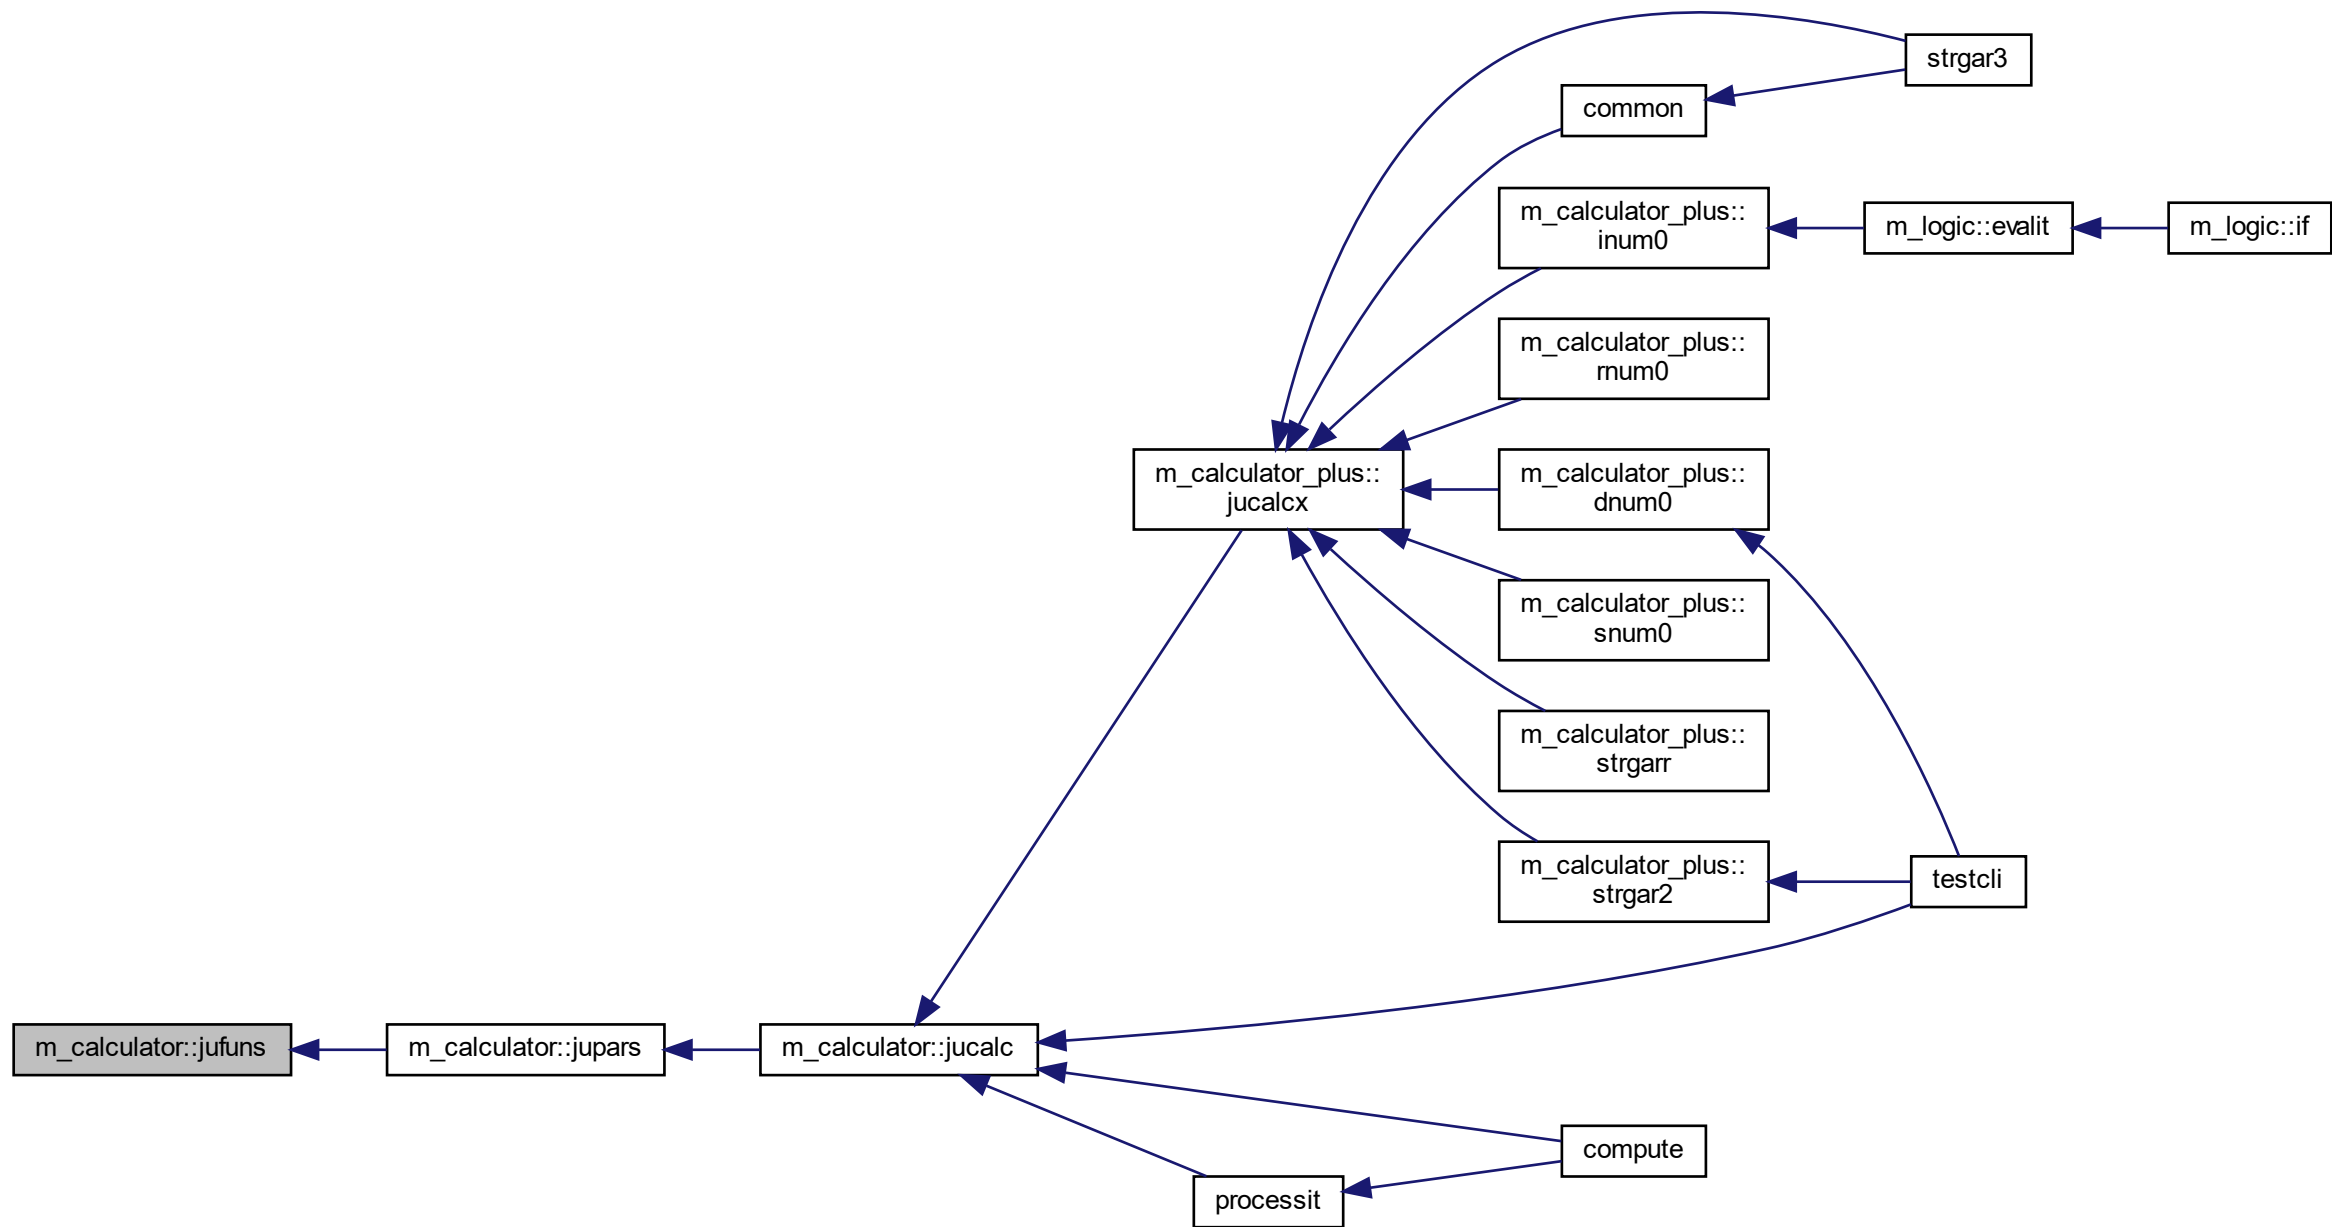 strgar3
common
m_calculator_plus::
inum0
m_logic::evalit
m_logic::if
m_calculator_plus::
rnum0
m_calculator_plus::
jucalcx
m_calculator_plus::
dnum0
m_calculator_plus::
snum0
m_calculator_plus::
strgarr
m_calculator_plus::
strgar2
testcli
m_calculator::jufuns
m_calculator::jupars
m_calculator::jucalc
compute
processit